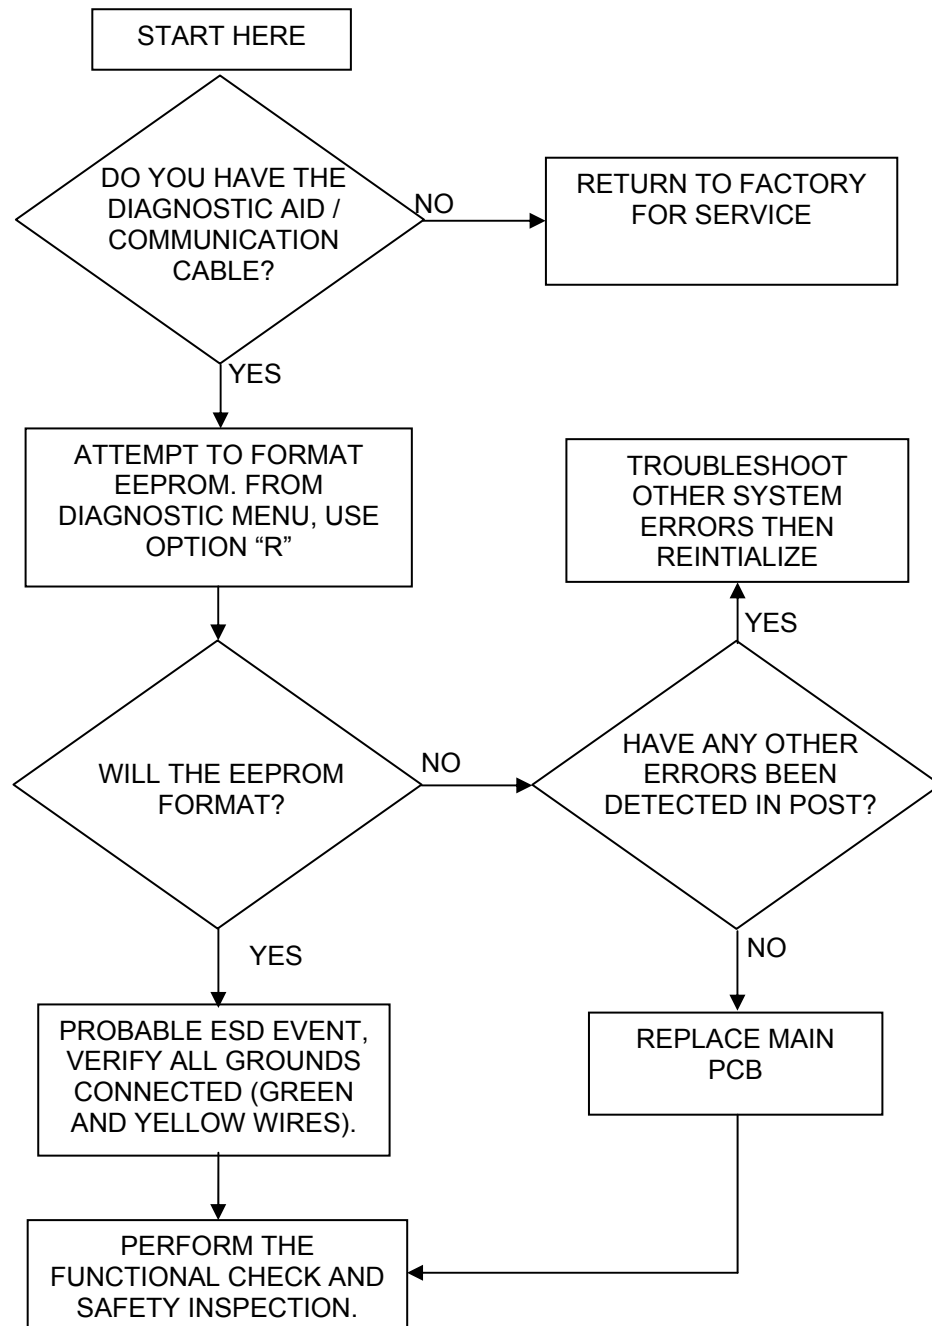 START HERE
DO YOU HAVE THE
DIAGNOSTIC AID /
COMMUNICATION
CABLE?
NO
RETURN TO FACTORY
FOR SERVICE
YES
ATTEMPT TO FORMAT
EEPROM. FROM
DIAGNOSTIC MENU, USE
OPTION “R”
TROUBLESHOOT
OTHER SYSTEM
ERRORS THEN
REINTIALIZE
YES
WILL THE EEPROM
FORMAT?
NO
HAVE ANY OTHER
ERRORS BEEN
DETECTED IN POST?
YES
NO
PROBABLE ESD EVENT,
VERIFY ALL GROUNDS
CONNECTED (GREEN
AND YELLOW WIRES).
REPLACE MAIN
PCB
PERFORM THE
FUNCTIONAL CHECK AND
SAFETY INSPECTION.